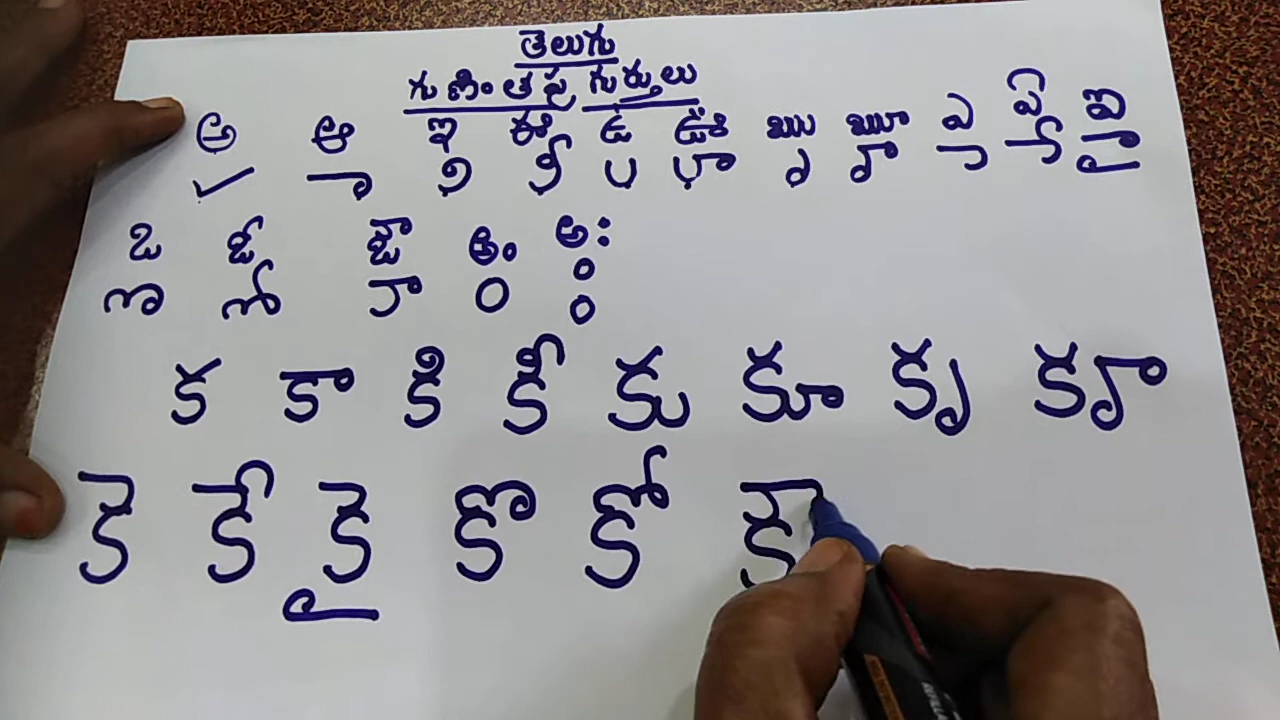 తెలుగు
గుణింతపు గుర్తులు
అ ఆ ఇ ఈ ఉ ఊ ఋ ౠ ఎ ఏ ఐ
✓ ా ి ీ ు ూ ృ ౄ ె ే ై
ఒ ఓ ఔ అం అః
ొ ో ౌ ం ః
క కా కి కీ కు కూ కృ కౄ
కె కే కై కొ కో కౌ